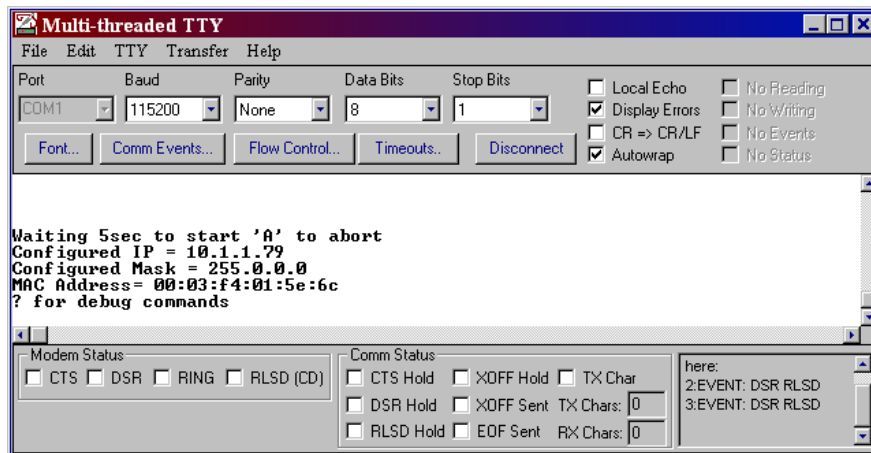 Multi-threaded TTY
File Edit TTY Transfer Help
Port Baud Parity Data Bits Stop Bits
COM1 115200 None 8 1
Local Echo No Reading
Display Errors No Writing
CR => CR/LF No Events
Autowrap No Status
Font... Comm Events... Flow Control... Timeouts.. Disconnect
Waiting 5sec to start 'A' to abort
Configured IP = 10.1.1.79
Configured Mask = 255.0.0.0
MAC Address= 00:03:f4:01:5e:6c
? for debug commands
Modem Status
CTS DSR RING RLSD (CD)
Comm Status
CTS Hold XOFF Hold TX Char
DSR Hold XOFF Sent TX Chars: 0
RLSD Hold EOF Sent RX Chars: 0
here:
2:EVENT: DSR RLSD
3:EVENT: DSR RLSD